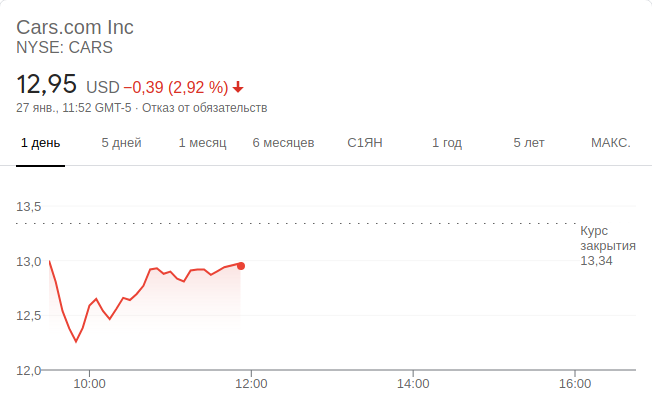 Cars.com Inc
NYSE: CARS
12,95 USD −0,39 (2,92 %)
27 янв., 11:52 GMT-5 · Отказ от обязательств
1 день 5 дней 1 месяц 6 месяцев С1ЯН 1 год 5 лет МАКС.
13,5
Курс
закрытия
13,0 13,34
12,5
12,0
10:00 12:00 14:00 16:00